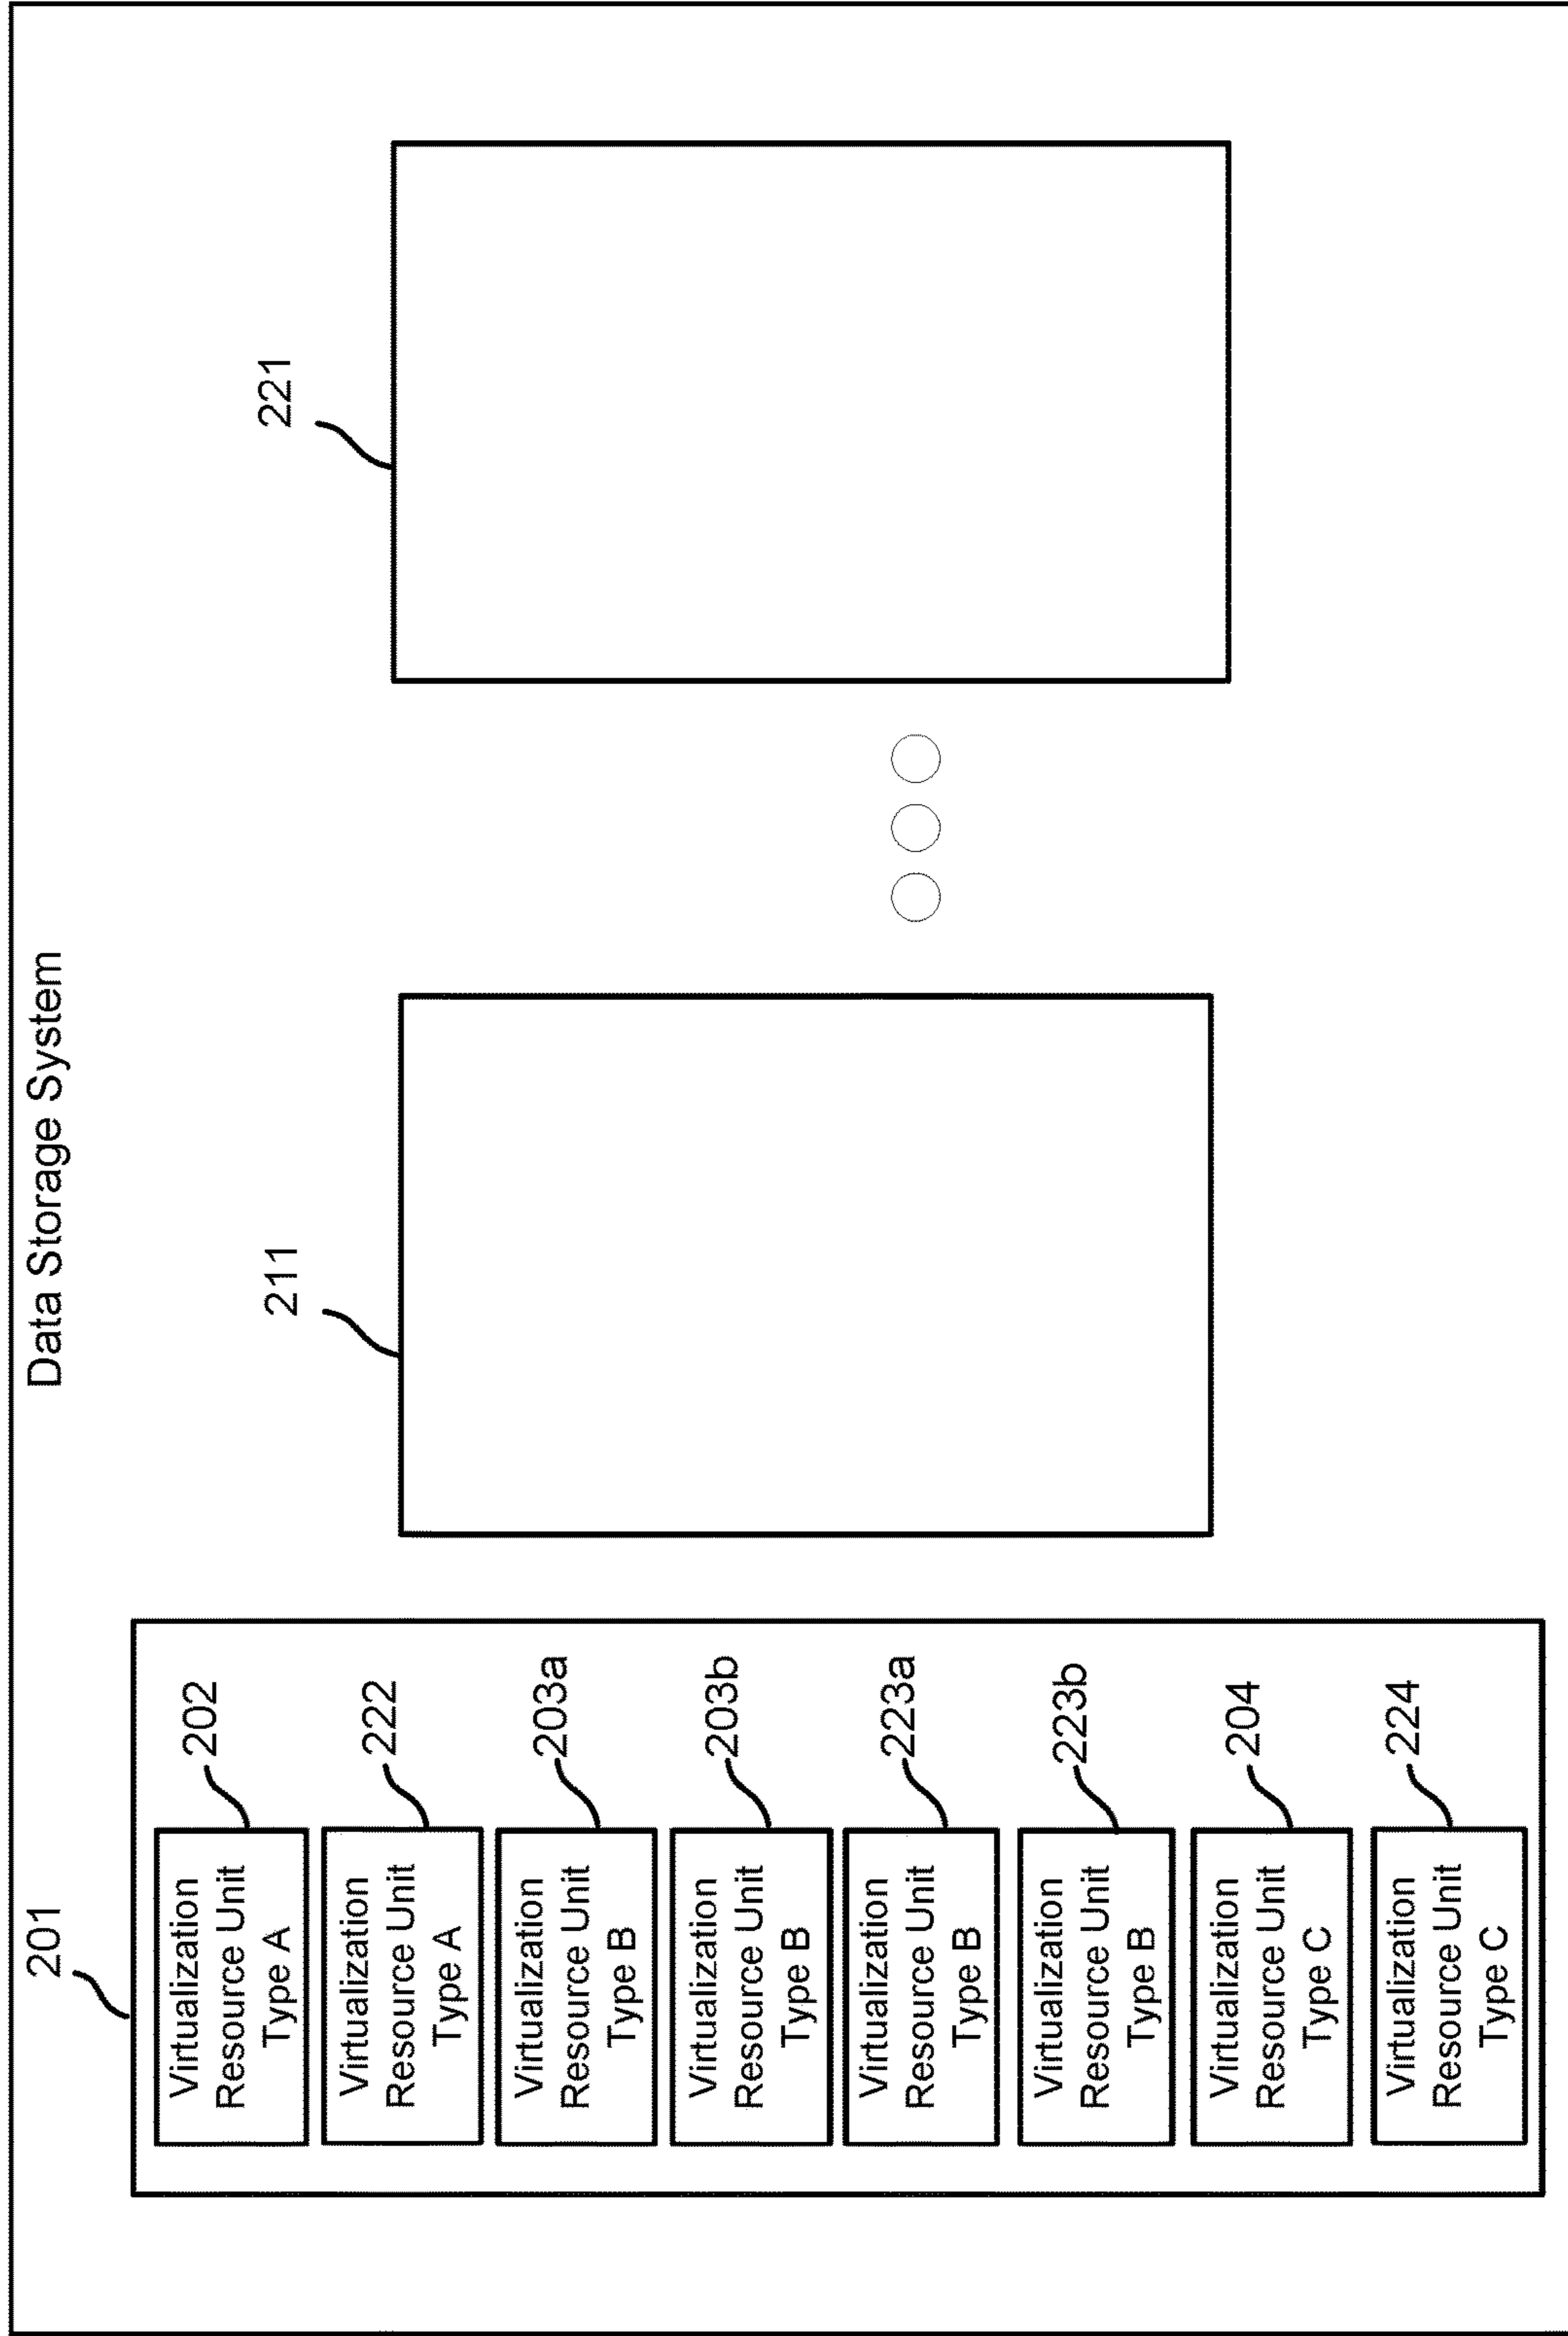 Data Storage System
201
Virtualization
Resource Unit
Type A
202
Virtualization
Resource Unit
Type A
222
Virtualization
Resource Unit
Type B
203a
Virtualization
Resource Unit
Type B
203b
Virtualization
Resource Unit
Type B
223a
Virtualization
Resource Unit
Type B
223b
Virtualization
Resource Unit
Type C
204
Virtualization
Resource Unit
Type C
224
211
221